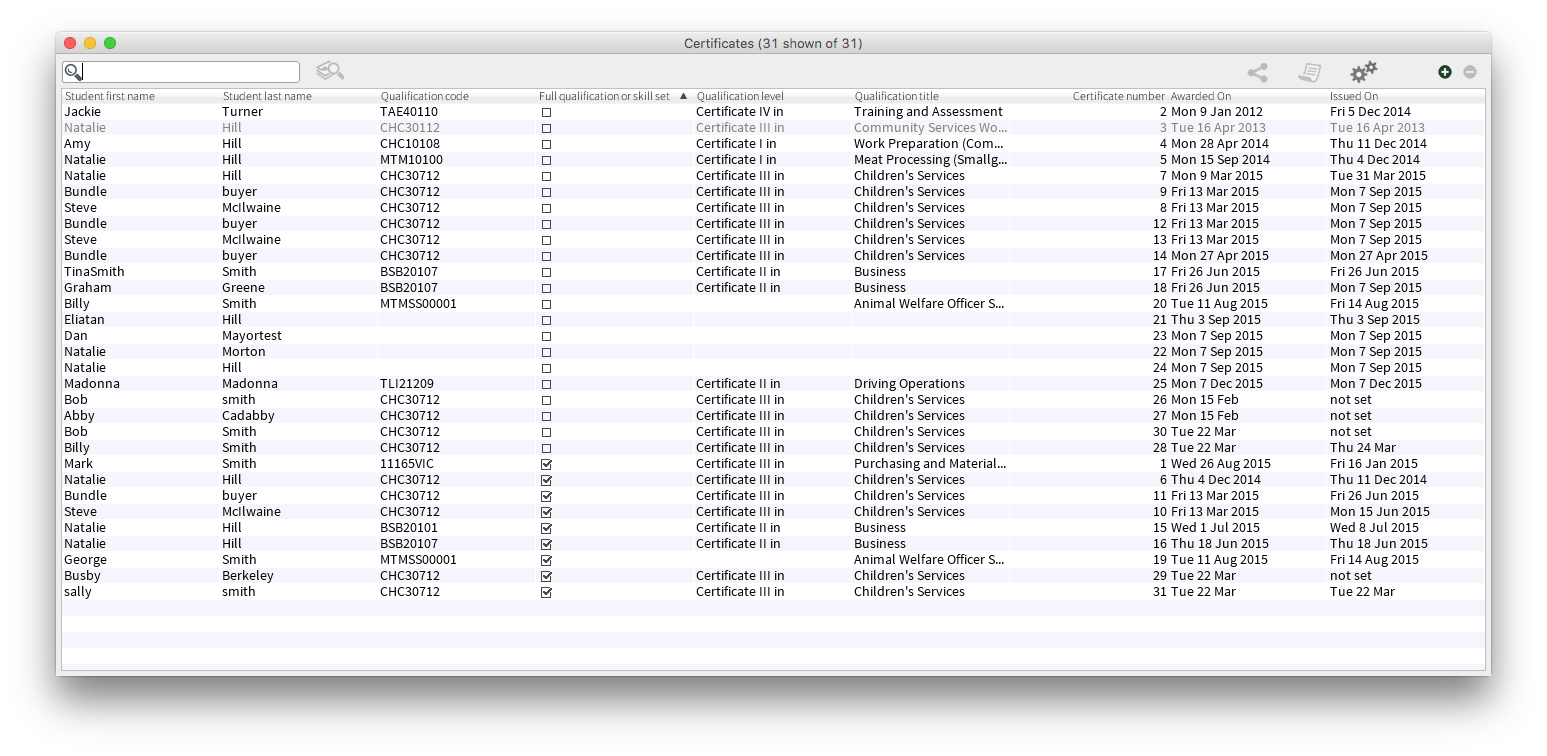 Certificates (31 shown of 31)
Student first name Student last name Qualification code Full qualification or skill set ▲ Qualification level Qualification title Certificate number Awarded On Issued On
Jackie Turner TAE40110 Certificate IV in Training and Assessment 2 Mon 9 Jan 2012 Fri 5 Dec 2014
Natalie Hill CHC30112 Certificate III in Community Services Wo... 3 Tue 16 Apr 2013 Tue 16 Apr 2013
Amy Hill CHC10108 Certificate I in Work Preparation (Com... 4 Mon 28 Apr 2014 Thu 11 Dec 2014
Natalie Hill MTM10100 Certificate I in Meat Processing (Smallg... 5 Mon 15 Sep 2014 Thu 4 Dec 2014
Natalie Hill CHC30712 Certificate III in Children's Services 7 Mon 9 Mar 2015 Tue 31 Mar 2015
Bundle buyer CHC30712 Certificate III in Children's Services 9 Fri 13 Mar 2015 Mon 7 Sep 2015
Steve McIlwaine CHC30712 Certificate III in Children's Services 8 Fri 13 Mar 2015 Mon 7 Sep 2015
Bundle buyer CHC30712 Certificate III in Children's Services 12 Fri 13 Mar 2015 Mon 7 Sep 2015
Steve McIlwaine CHC30712 Certificate III in Children's Services 13 Fri 13 Mar 2015 Mon 7 Sep 2015
Bundle buyer CHC30712 Certificate III in Children's Services 14 Mon 27 Apr 2015 Mon 27 Apr 2015
TinaSmith Smith BSB20107 Certificate II in Business 17 Fri 26 Jun 2015 Fri 26 Jun 2015
Graham Greene BSB20107 Certificate II in Business 18 Fri 26 Jun 2015 Mon 7 Sep 2015
Billy Smith MTMSS00001 Animal Welfare Officer S... 20 Tue 11 Aug 2015 Fri 14 Aug 2015
Eliatan Hill 21 Thu 3 Sep 2015 Thu 3 Sep 2015
Dan Mayortest 23 Mon 7 Sep 2015 Mon 7 Sep 2015
Natalie Morton 22 Mon 7 Sep 2015 Mon 7 Sep 2015
Natalie Hill 24 Mon 7 Sep 2015 Mon 7 Sep 2015
Madonna Madonna TLI21209 Certificate II in Driving Operations 25 Mon 7 Dec 2015 Mon 7 Dec 2015
Bob smith CHC30712 Certificate III in Children's Services 26 Mon 15 Feb not set
Abby Cadabby CHC30712 Certificate III in Children's Services 27 Mon 15 Feb not set
Bob Smith CHC30712 Certificate III in Children's Services 30 Tue 22 Mar not set
Billy Smith CHC30712 Certificate III in Children's Services 28 Tue 22 Mar Thu 24 Mar
Mark Smith 11165VIC Certificate III in Purchasing and Material... 1 Wed 26 Aug 2015 Fri 16 Jan 2015
Natalie Hill CHC30712 Certificate III in Children's Services 6 Thu 4 Dec 2014 Thu 11 Dec 2014
Bundle buyer CHC30712 Certificate III in Children's Services 11 Fri 13 Mar 2015 Fri 26 Jun 2015
Steve McIlwaine CHC30712 Certificate III in Children's Services 10 Fri 13 Mar 2015 Mon 15 Jun 2015
Natalie Hill BSB20101 Certificate II in Business 15 Wed 1 Jul 2015 Wed 8 Jul 2015
Natalie Hill BSB20107 Certificate II in Business 16 Thu 18 Jun 2015 Thu 18 Jun 2015
George Smith MTMSS00001 Animal Welfare Officer S... 19 Tue 11 Aug 2015 Fri 14 Aug 2015
Busby Berkeley CHC30712 Certificate III in Children's Services 29 Tue 22 Mar not set
sally smith CHC30712 Certificate III in Children's Services 31 Tue 22 Mar Tue 22 Mar